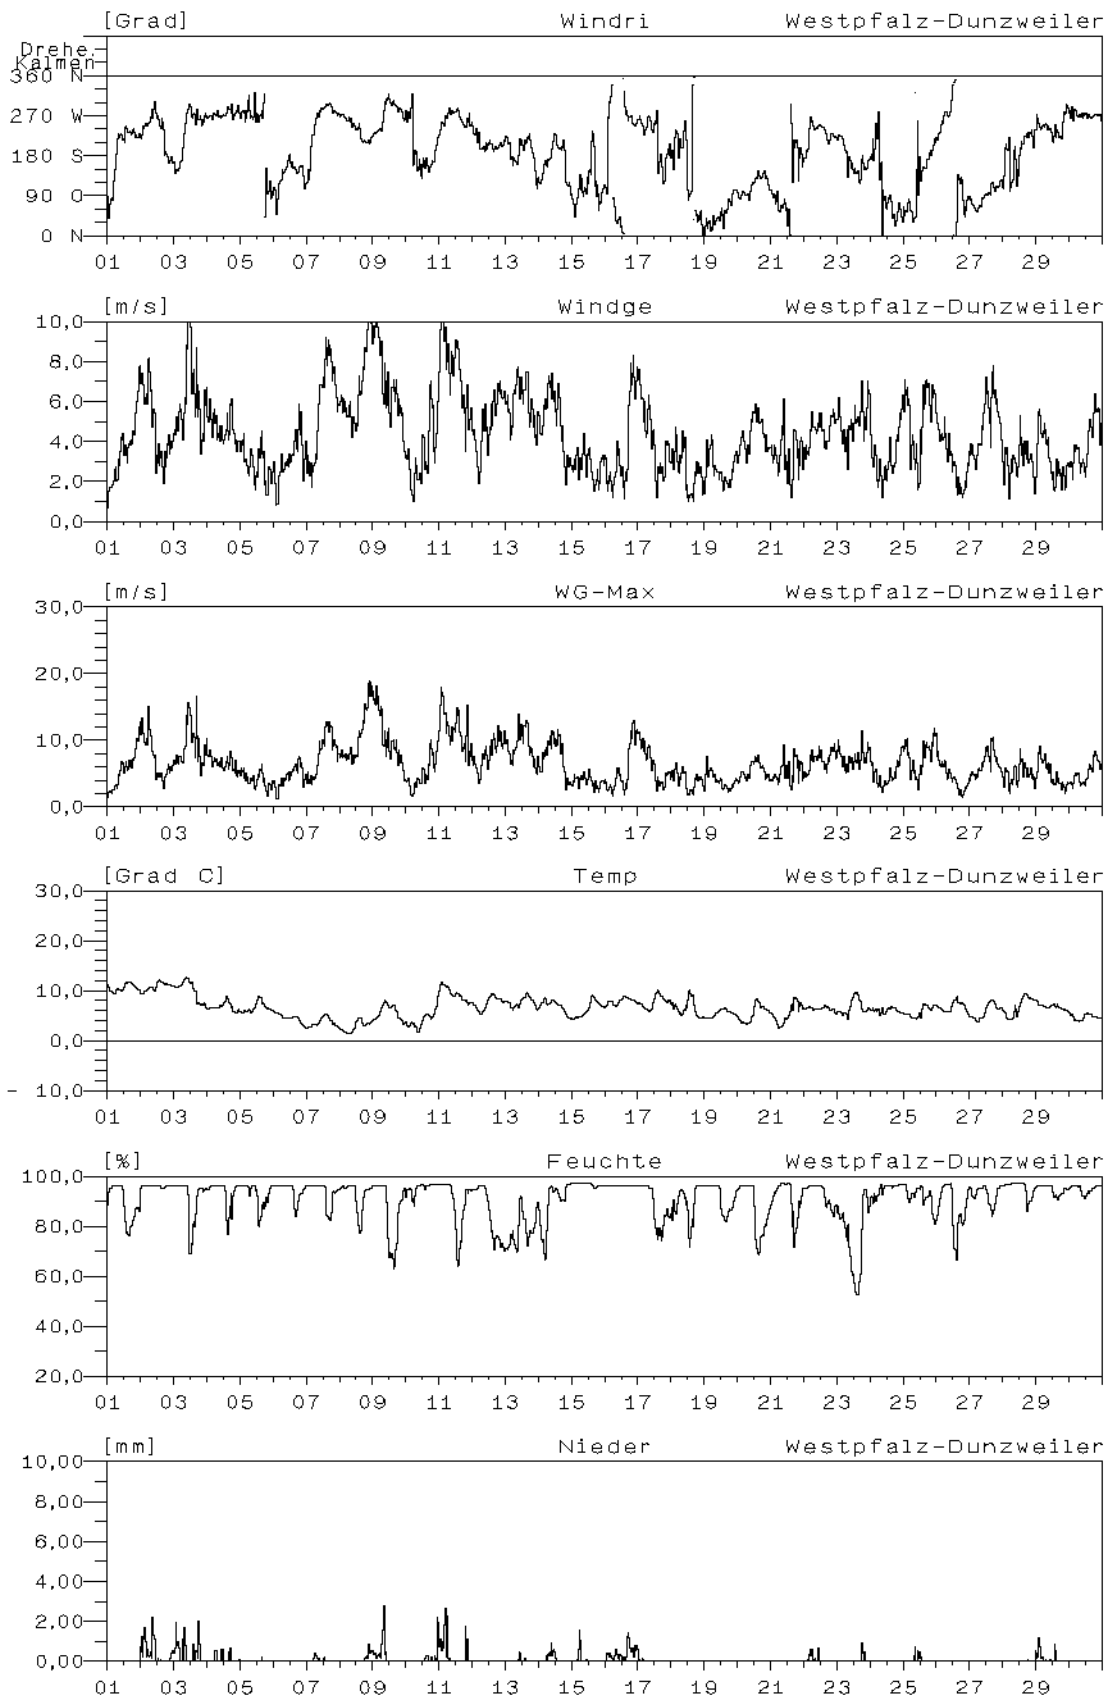 [Grad] Windri Westpfalz-Dunzweiler
Drehe.
Kalmen
360 N
270 W
180 S
90 O
0 N
01 03 05 07 09 11 13 15 17 19 21 23 25 27 29
[m/s] Windge Westpfalz-Dunzweiler
10,0
8,0
6,0
4,0
2,0
0,0
01 03 05 07 09 11 13 15 17 19 21 23 25 27 29
[m/s] WG-Max Westpfalz-Dunzweiler
30,0
20,0
10,0
0,0
01 03 05 07 09 11 13 15 17 19 21 23 25 27 29
[Grad C] Temp Westpfalz-Dunzweiler
30,0
20,0
10,0
0,0
- 10,0
01 03 05 07 09 11 13 15 17 19 21 23 25 27 29
[%] Feuchte Westpfalz-Dunzweiler
100,0
80,0
60,0
40,0
20,0
01 03 05 07 09 11 13 15 17 19 21 23 25 27 29
[mm] Nieder Westpfalz-Dunzweiler
10,00
8,00
6,00
4,00
2,00
0,00
01 03 05 07 09 11 13 15 17 19 21 23 25 27 29